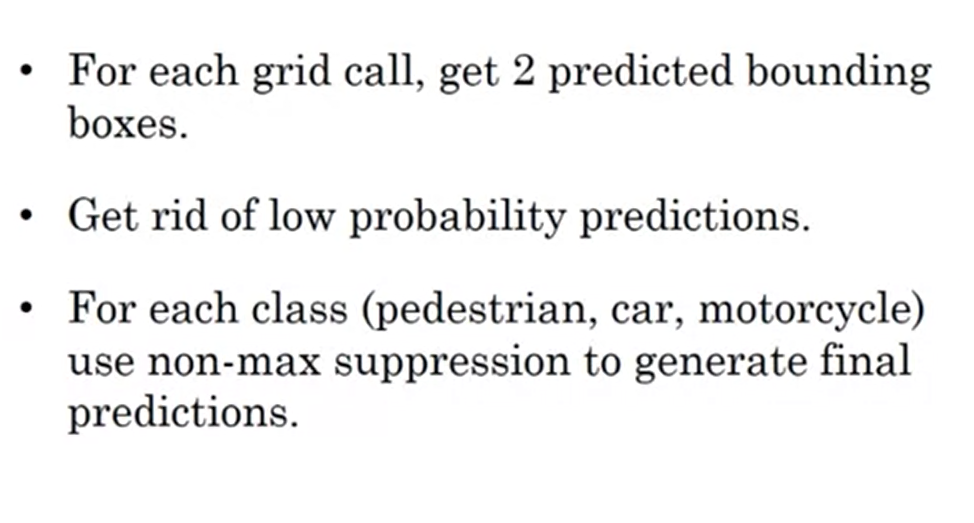 • For each grid call, get 2 predicted bounding
boxes.
• Get rid of low probability predictions.
• For each class (pedestrian, car, motorcycle)
use non-max suppression to generate final
predictions.